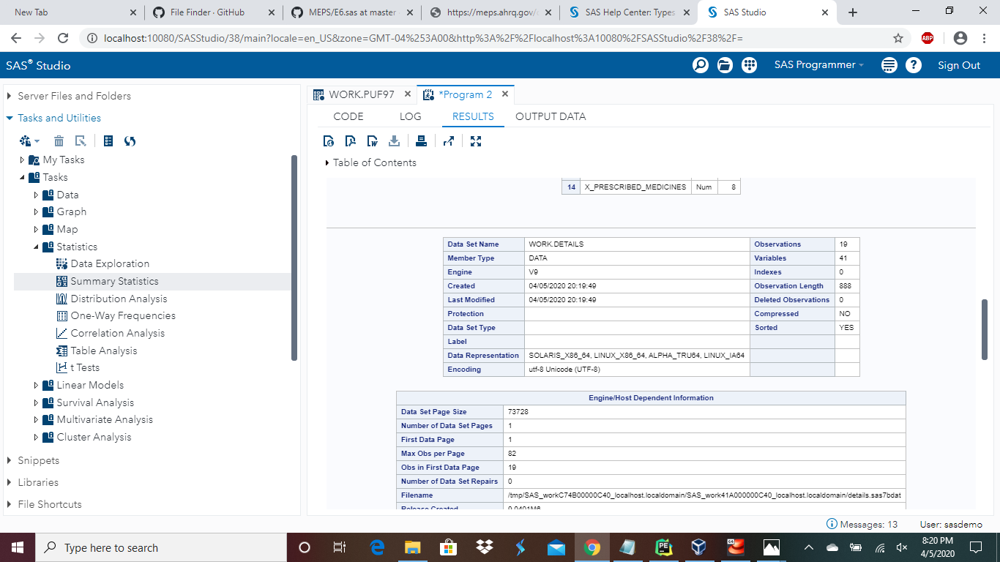 New Tab
File Finder · GitHub
MEPS/E6.sas at master
https://meps.ahrq.gov/
SAS Help Center: Types
SAS Studio
localhost:10080/SASStudio/38/main?locale=en_US&zone=GMT-04%253A00&http%3A%2F%2Flocalhost%3A10080%2FSASStudio%2F38%2F=
ABP
SAS® Studio
SAS Programmer
Sign Out
Server Files and Folders
Tasks and Utilities
My Tasks
Tasks
Data
Graph
Map
Statistics
Data Exploration
Summary Statistics
Distribution Analysis
One-Way Frequencies
Correlation Analysis
Table Analysis
t Tests
Linear Models
Survival Analysis
Multivariate Analysis
Cluster Analysis
Snippets
Libraries
File Shortcuts
WORK.PUF97
*Program 2
CODE LOG RESULTS OUTPUT DATA
Table of Contents
14 X_PRESCRIBED_MEDICINES Num 8
Data Set Name WORK.DETAILS Observations 19
Member Type DATA Variables 41
Engine V9 Indexes 0
Created 04/05/2020 20:19:49 Observation Length 888
Last Modified 04/05/2020 20:19:49 Deleted Observations 0
Protection Compressed NO
Data Set Type Sorted YES
Label
Data Representation SOLARIS_X86_64, LINUX_X86_64, ALPHA_TRU64, LINUX_IA64
Encoding utf-8 Unicode (UTF-8)
Engine/Host Dependent Information
Data Set Page Size 73728
Number of Data Set Pages 1
First Data Page 1
Max Obs per Page 82
Obs in First Data Page 19
Number of Data Set Repairs 0
Filename /tmp/SAS_workC74B00000C40_localhost.localdomain/SAS_work41A000000C40_localhost.localdomain/details.sas7bdat
Release Created 9.0401M6
Messages: 13
User: sasdemo
Type here to search
8:20 PM
4/5/2020